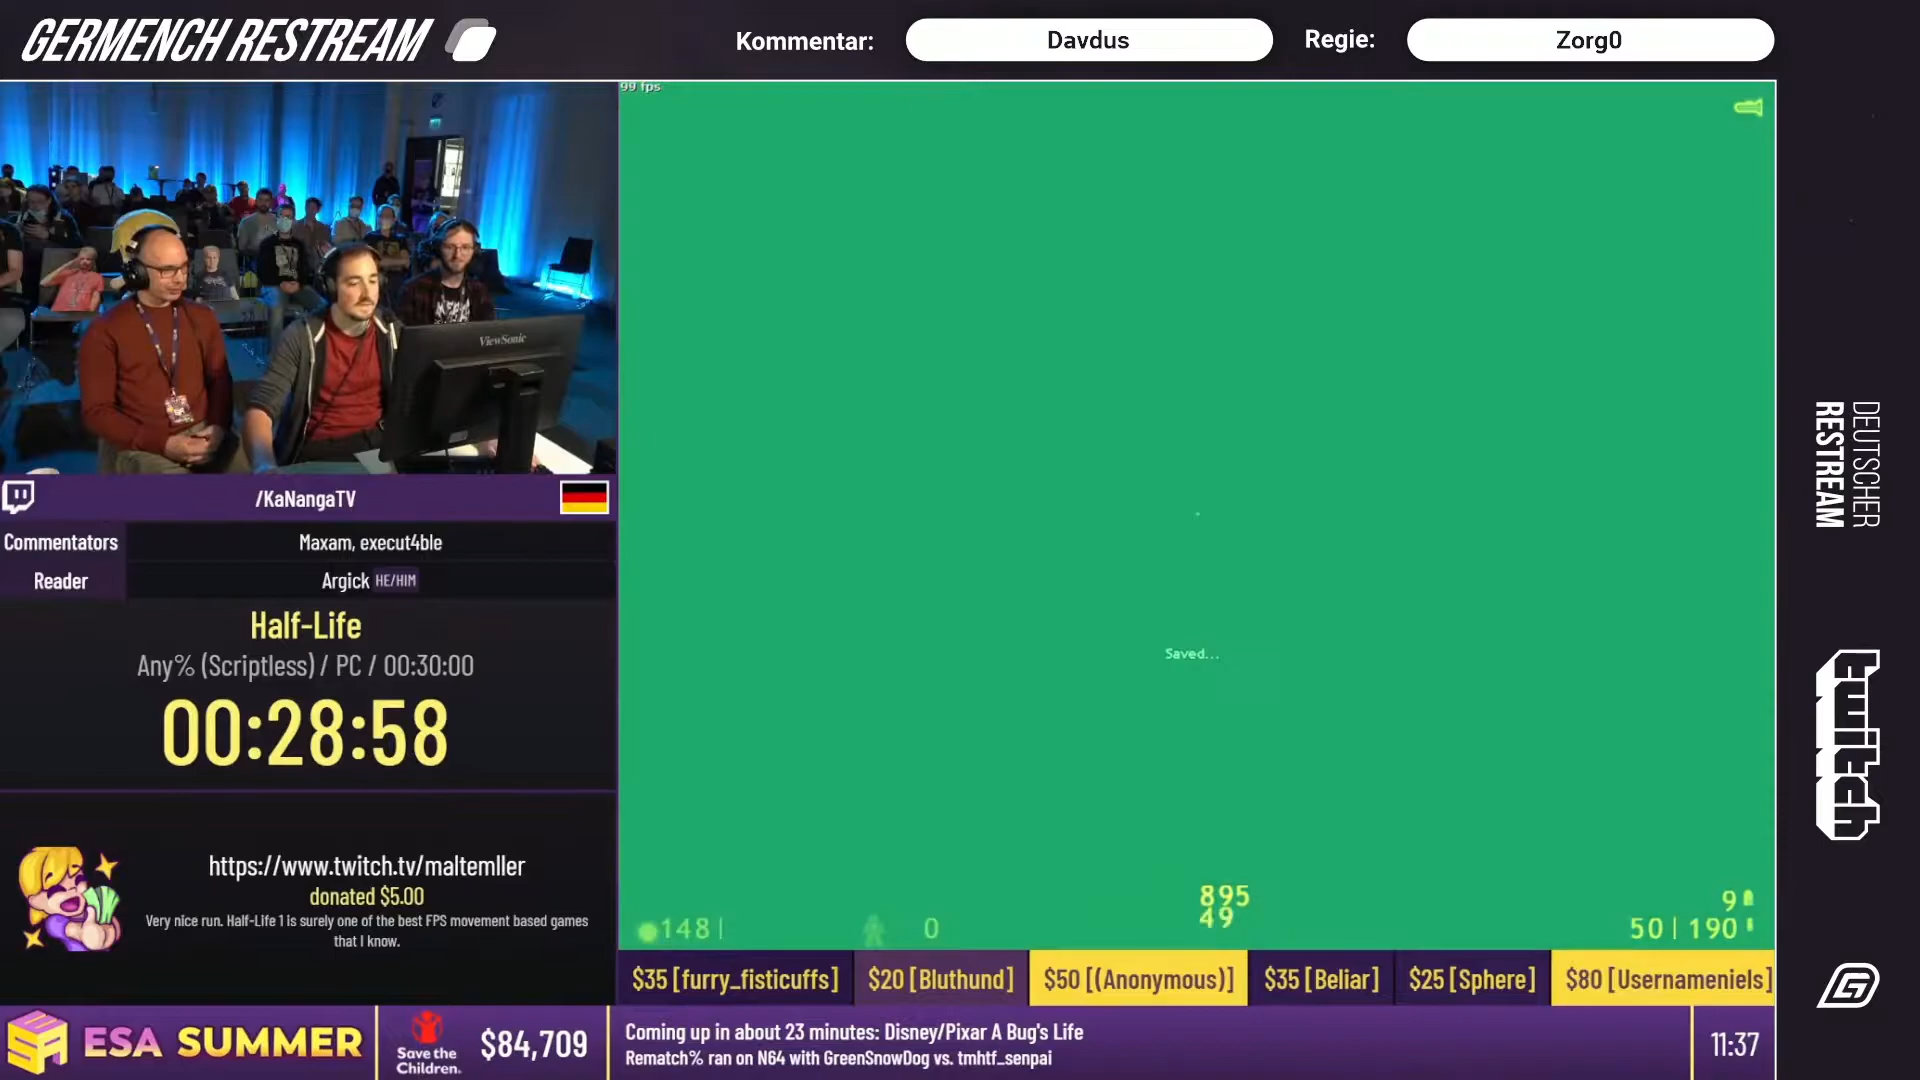 GERMENCH RESTREAM
Kommentar:
Davdus
Regie:
Zorg0
99 fps
ViewSonic
/KaNangaTV
Commentators
Maxam, execut4ble
Reader
Argick HE/HIM
Half-Life
Any% (Scriptless) / PC / 00:30:00
00:28:58
https://www.twitch.tv/maltemller
donated $5.00
Very nice run. Half-Life 1 is surely one of the best FPS movement based games
that I know.
Saved...
148
0
895
49
9
50 | 190
$35 [furry_fisticuffs]
$20 [Bluthund]
$50 [(Anonymous)]
$35 [Beliar]
$25 [Sphere]
$80 [Usernameniels]
ESA SUMMER
Save the
Children.
$84,709
Coming up in about 23 minutes: Disney/Pixar A Bug's Life
Rematch% ran on N64 with GreenSnowDog vs. tmhtf_senpai
11:37
DEUTSCHER
RESTREAM
twitch